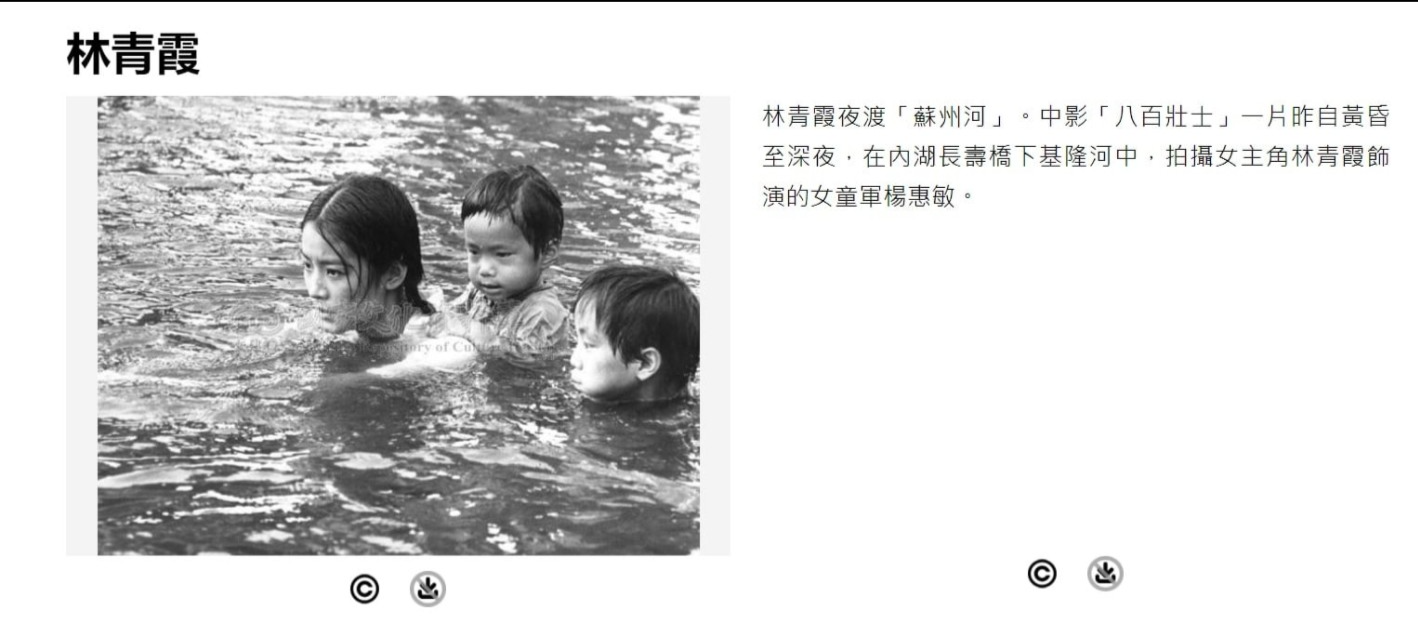 林青霞
林青霞夜渡「蘇州河」。中影「八百壯士」一片昨自黃昏
至深夜，在內湖長壽橋下基隆河中，拍攝女主角林青霞飾
演的女童軍楊惠敏。
©
©